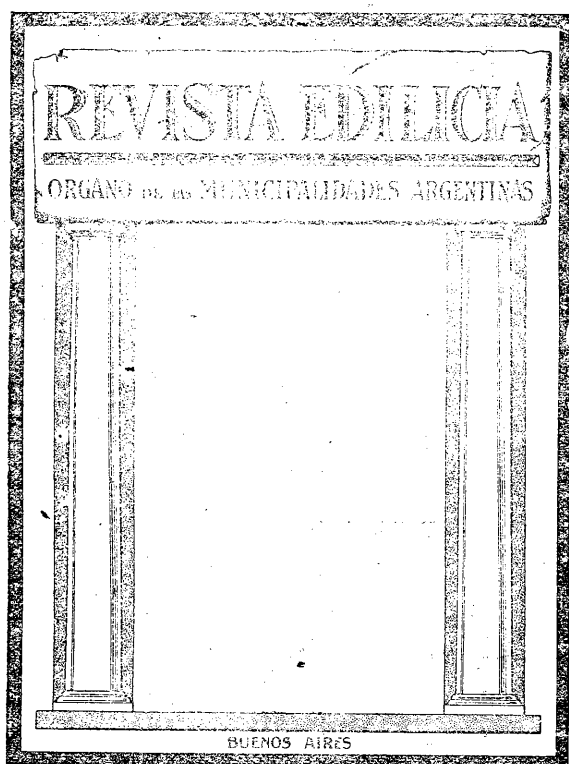 REVISTA EDILICIA
ORGANO DE LAS MUNICIPALIDADES ARGENTINAS
BUENOS AIRES